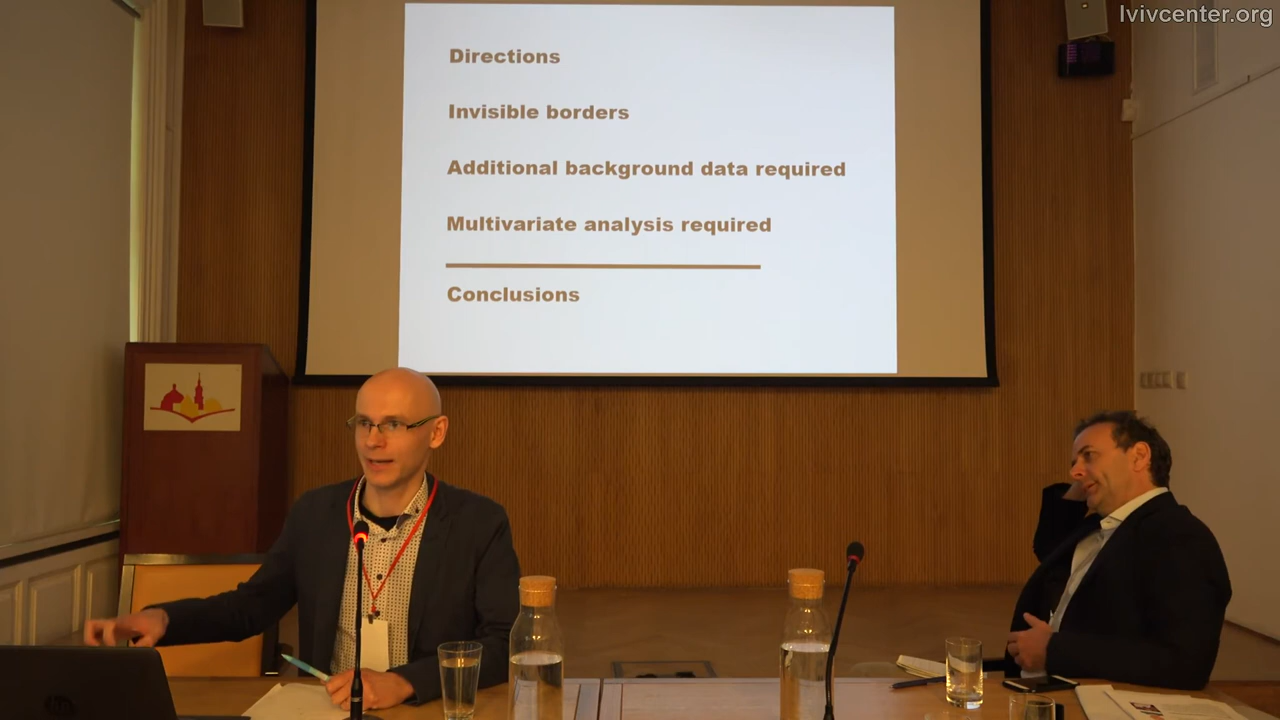 lvivcenter.org
Directions
Invisible borders
Additional background data required
Multivariate analysis required
Conclusions